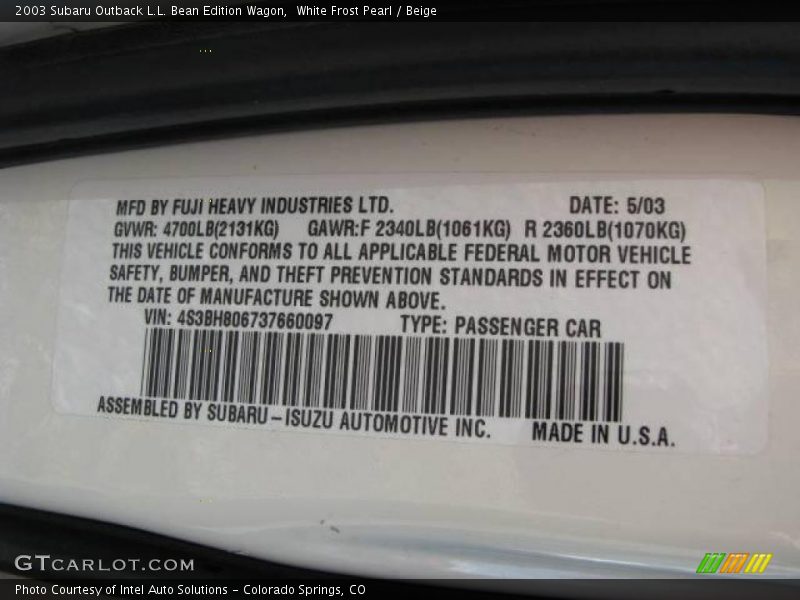 2003 Subaru Outback L.L. Bean Edition Wagon,  White Frost Pearl / Beige
MFD BY FUJI HEAVY INDUSTRIES LTD. DATE: 5/03
GVWR: 4700LB(2131KG) GAWR:F 2340LB(1061KG) R 2360LB(1070KG)
THIS VEHICLE CONFORMS TO ALL APPLICABLE FEDERAL MOTOR VEHICLE
SAFETY, BUMPER, AND THEFT PREVENTION STANDARDS IN EFFECT ON
THE DATE OF MANUFACTURE SHOWN ABOVE.
VIN: 4S3BH806737660097 TYPE: PASSENGER CAR
ASSEMBLED BY SUBARU-ISUZU AUTOMOTIVE INC. MADE IN U.S.A.
GTCARLOT.COM
Photo Courtesy of Intel Auto Solutions - Colorado Springs, CO